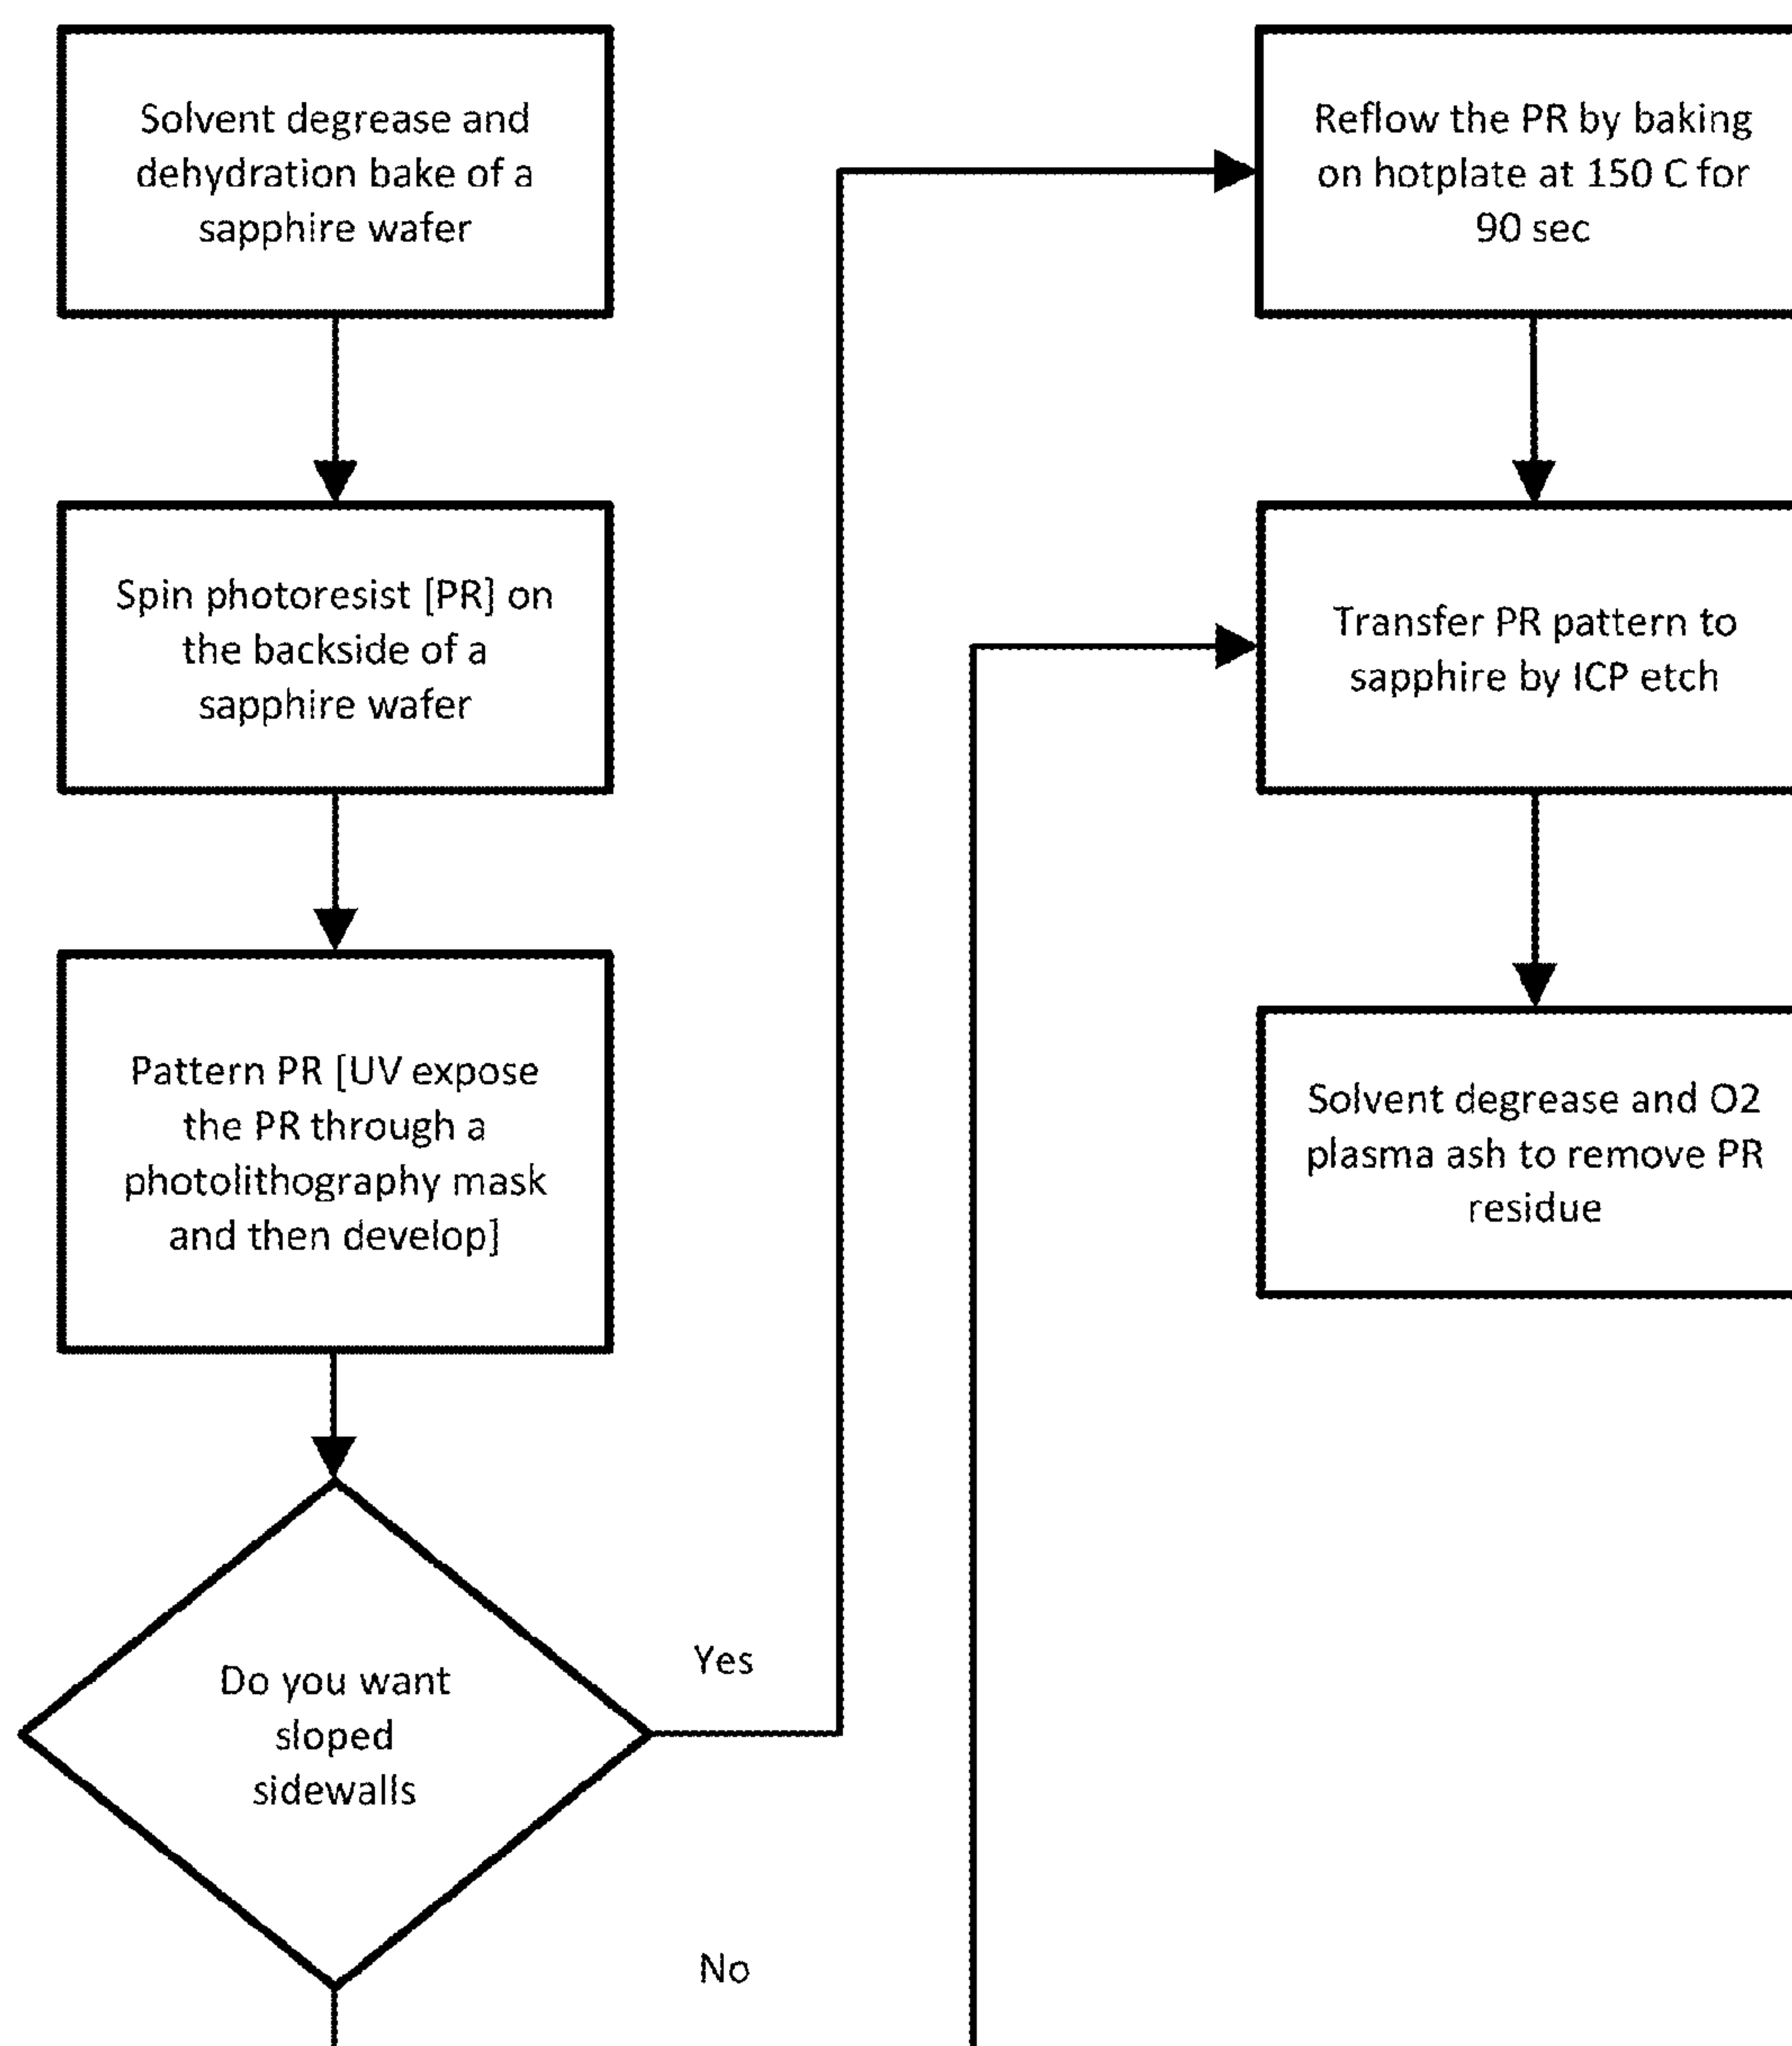 Solvent degrease and
dehydration bake of a
sapphire wafer
Spin photoresist [PR] on
the backside of a
sapphire wafer
Pattern PR [UV expose
the PR through a
photolithography mask
and then develop]
Do you want
sloped
sidewalls
Yes
No
Reflow the PR by baking
on hotplate at 150 C for
90 sec
Transfer PR pattern to
sapphire by ICP etch
Solvent degrease and O2
plasma ash to remove PR
residue